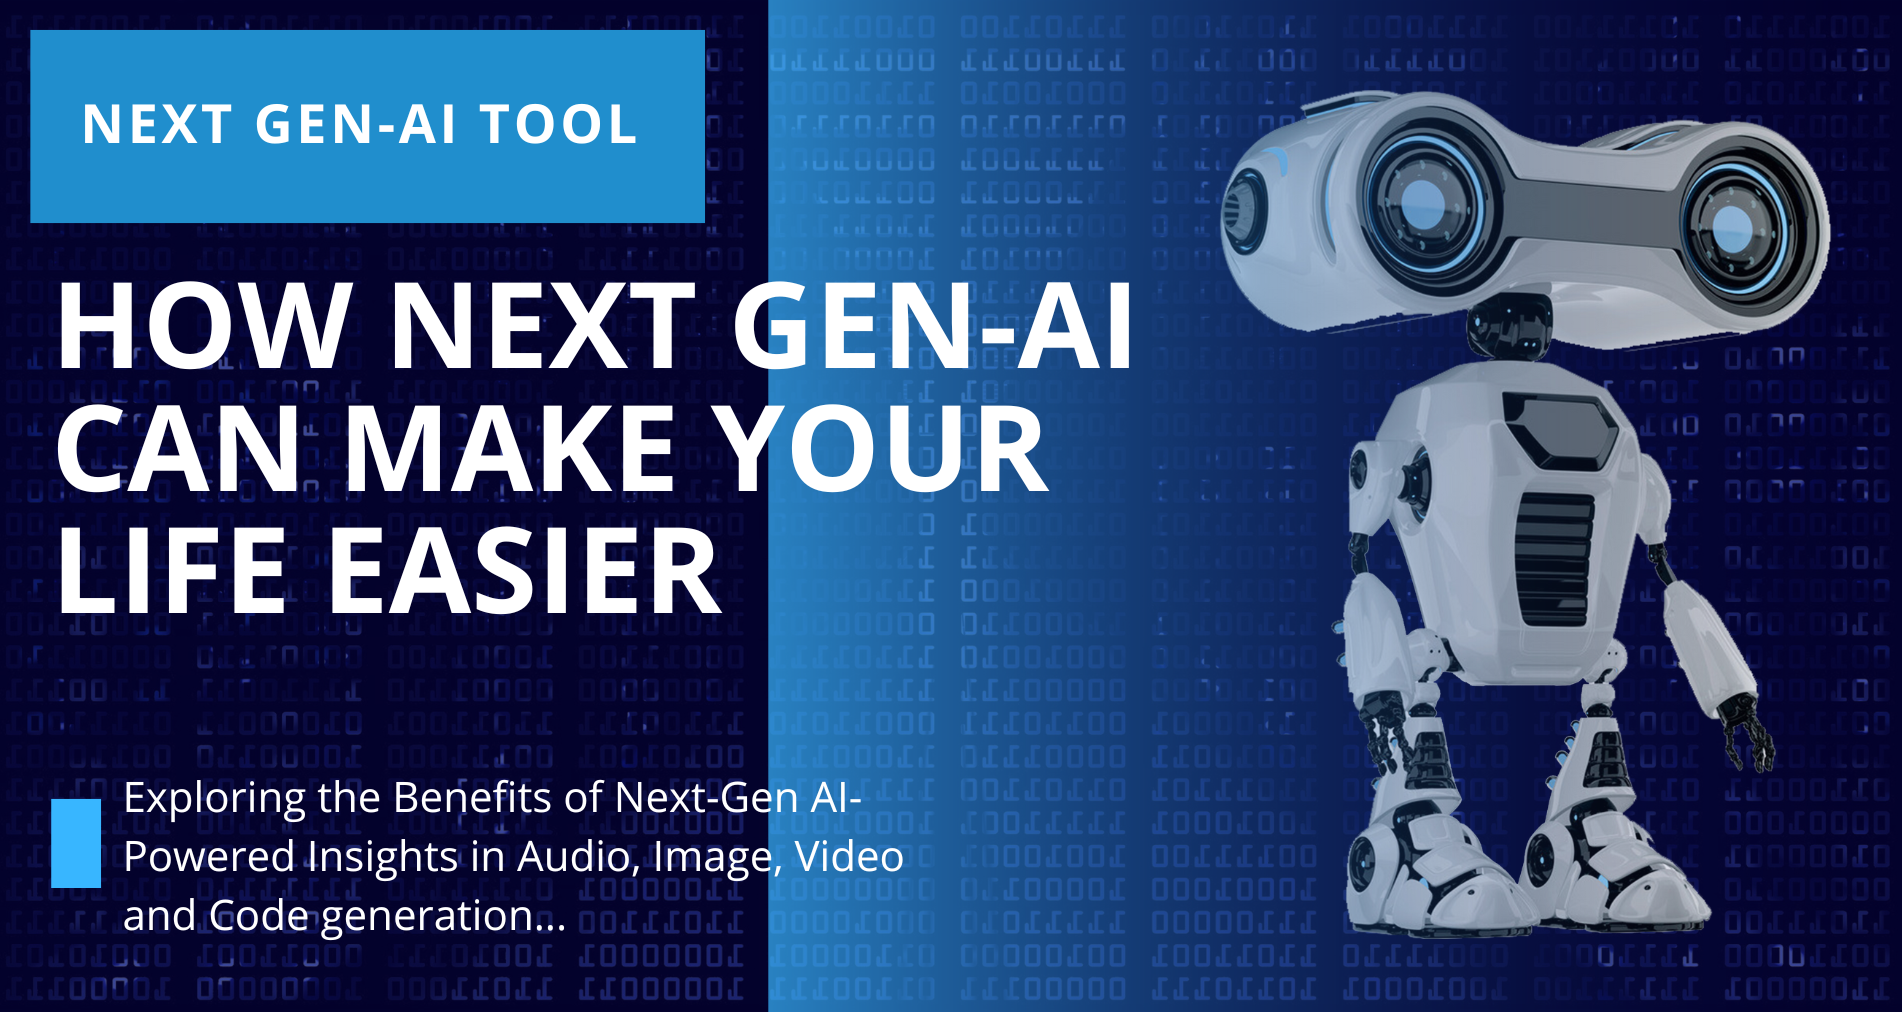 NEXT GEN-AI TOOL
HOW NEXT GEN-AI
CAN MAKE YOUR
LIFE EASIER
Exploring the Benefits of Next-Gen AI-
Powered Insights in Audio, Image, Video
and Code generation...